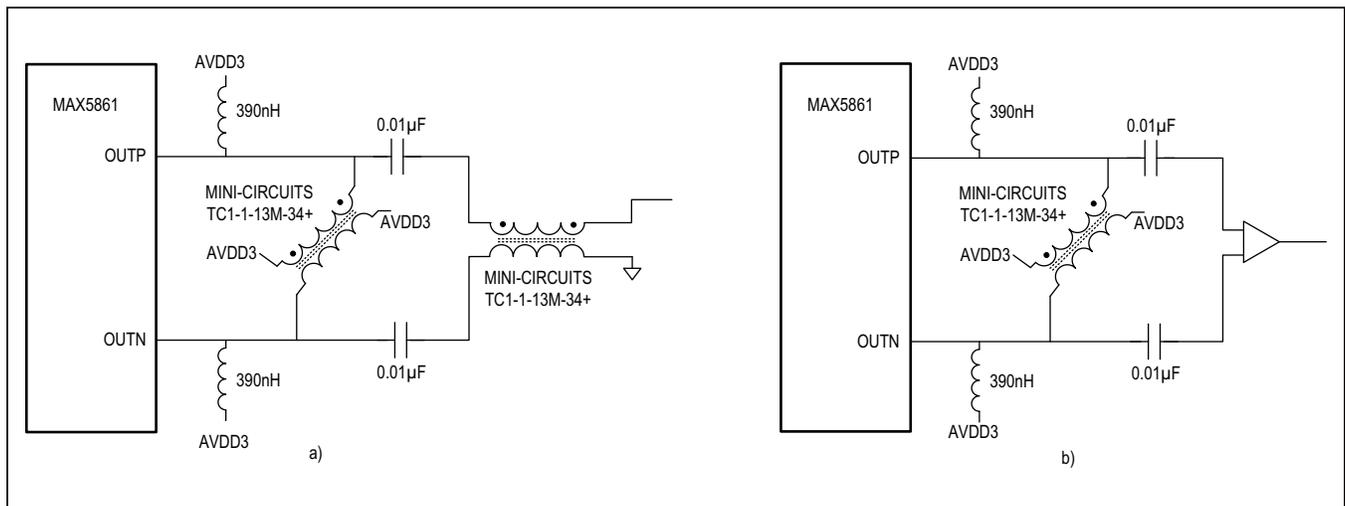 AVDD3
MAX5861
390nH
0.01µF
OUTP
MINI-CIRCUITS
TC1-1-13M-34+
AVDD3
AVDD3
MINI-CIRCUITS
TC1-1-13M-34+
OUTN
0.01µF
390nH
AVDD3
a)
AVDD3
MAX5861
390nH
0.01µF
OUTP
MINI-CIRCUITS
TC1-1-13M-34+
AVDD3
AVDD3
OUTN
0.01µF
390nH
AVDD3
b)